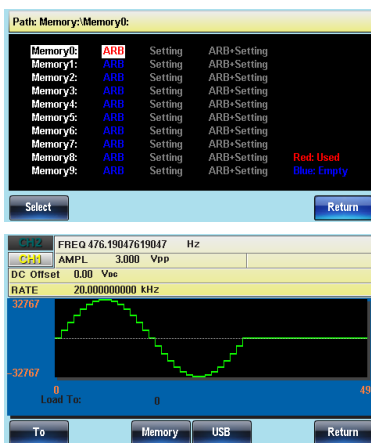 Path: Memory:\Memory0:
Memory0: ARB Setting ARB+Setting
Memory1: ARB Setting ARB+Setting
Memory2: ARB Setting ARB+Setting
Memory3: ARB Setting ARB+Setting
Memory4: ARB Setting ARB+Setting
Memory5: ARB Setting ARB+Setting
Memory6: ARB Setting ARB+Setting
Memory7: ARB Setting ARB+Setting
Memory8: ARB Setting ARB+Setting Red: Used
Memory9: ARB Setting ARB+Setting Blue: Empty
Select Return
CH2 FREQ 476.19047619047 Hz
CH1 AMPL 3.000 Vpp
DC Offset 0.00 Vdc
RATE 20.000000000 kHz
32767
-32767
0 49
Load To: 0
To Memory USB Return